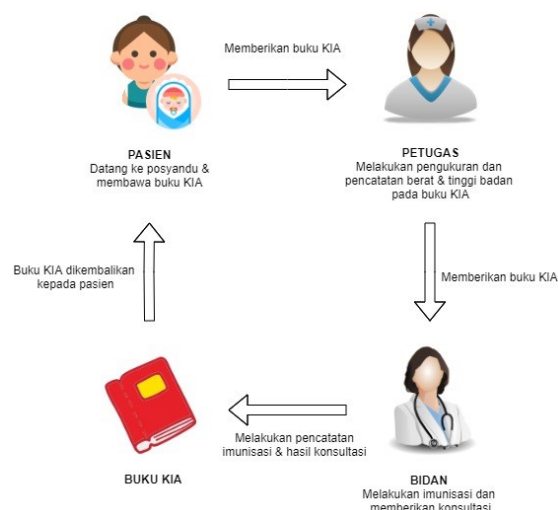 Memberikan buku KIA
PASIEN
Datang ke posyandu &
membawa buku KIA
PETUGAS
Melakukan pengukuran dan
pencatatan berat & tinggi badan
pada buku KIA
Buku KIA dikembalikan
kepada pasien
Memberikan buku KIA
Melakukan pencatatan
imunisasi & hasil konsultasi
BUKU KIA
BIDAN
Melakukan imunisasi dan
memberikan konsultasi